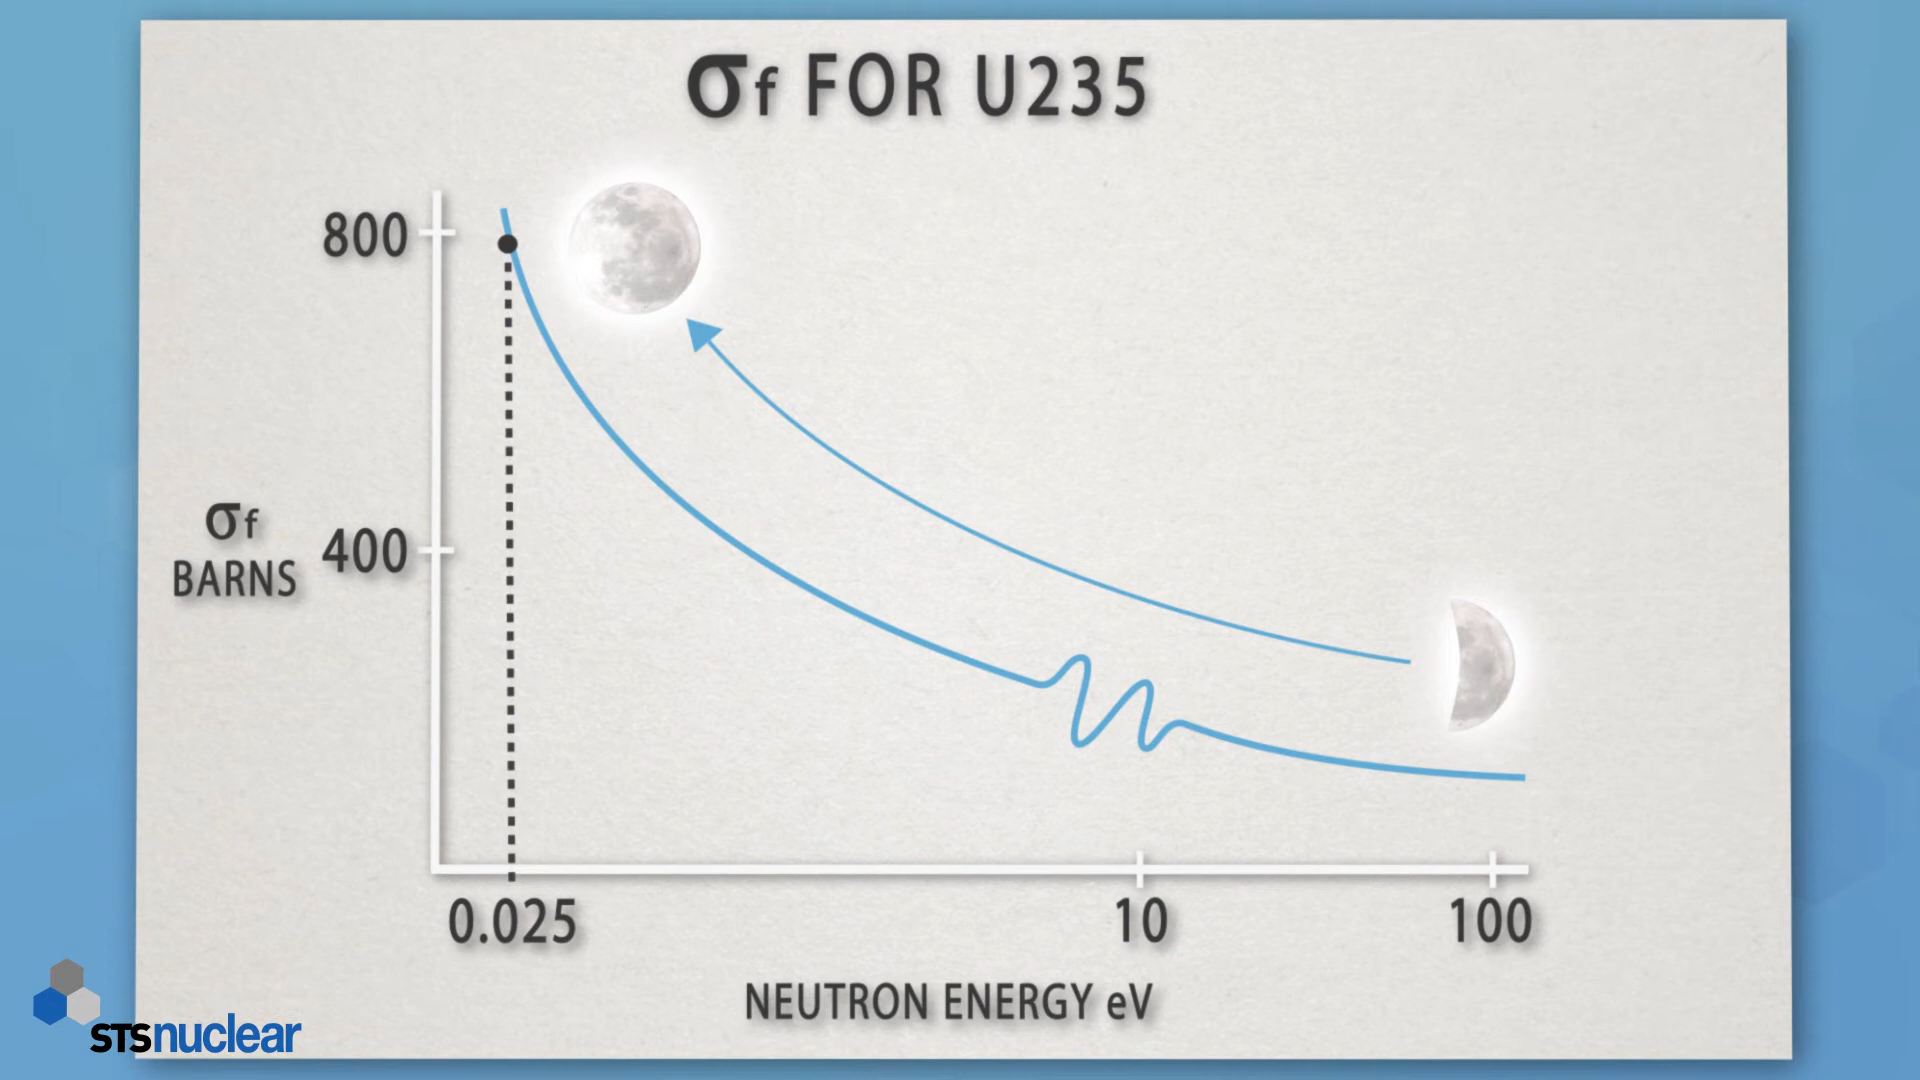 σf FOR U235
800
400
σf
BARNS
0.025
10
100
NEUTRON ENERGY eV
STSnuclear